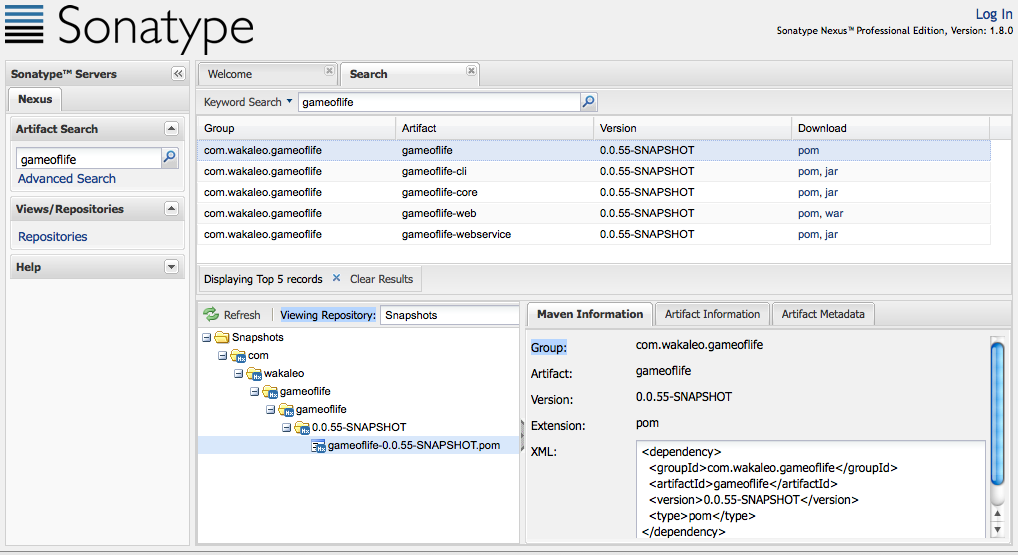 Sonatype
Log In
Sonatype Nexus™ Professional Edition, Version: 1.8.0
Sonatype™ Servers
Nexus
Artifact Search
gameoflife
Advanced Search
Views/Repositories
Repositories
Help
Welcome
Search
Keyword Search gameoflife
Group Artifact Version Download
com.wakaleo.gameoflife gameoflife 0.0.55-SNAPSHOT pom
com.wakaleo.gameoflife gameoflife-cli 0.0.55-SNAPSHOT pom, jar
com.wakaleo.gameoflife gameoflife-core 0.0.55-SNAPSHOT pom, jar
com.wakaleo.gameoflife gameoflife-web 0.0.55-SNAPSHOT pom, war
com.wakaleo.gameoflife gameoflife-webservice 0.0.55-SNAPSHOT pom, jar
Displaying Top 5 records Clear Results
Refresh Viewing Repository: Snapshots
Snapshots
com
wakaleo
gameoflife
gameoflife
0.0.55-SNAPSHOT
gameoflife-0.0.55-SNAPSHOT.pom
Maven Information Artifact Information Artifact Metadata
Group: com.wakaleo.gameoflife
Artifact: gameoflife
Version: 0.0.55-SNAPSHOT
Extension: pom
XML: <dependency>
<groupId>com.wakaleo.gameoflife</groupId>
<artifactId>gameoflife</artifactId>
<version>0.0.55-SNAPSHOT</version>
<type>pom</type>
</dependency>